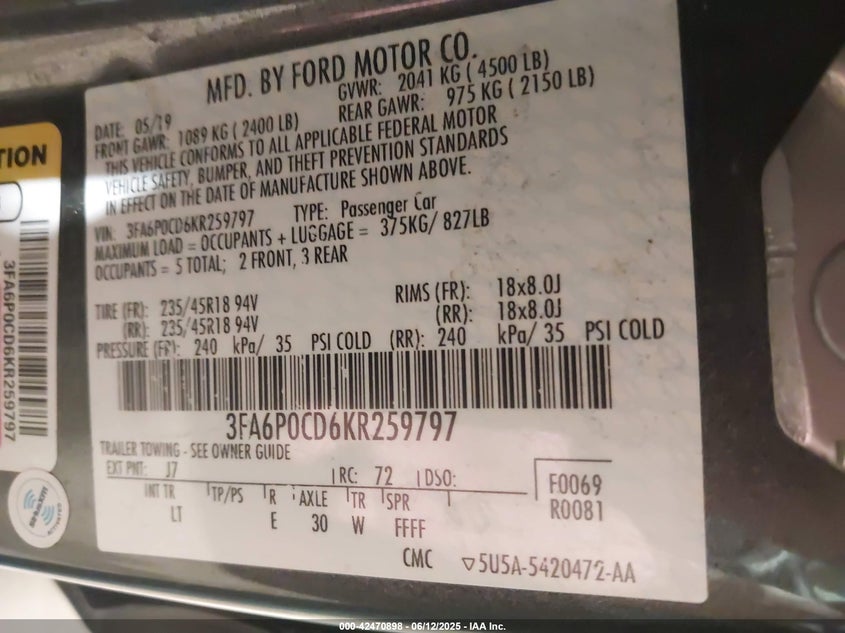 MFD. BY FORD MOTOR CO.
DATE: 05/19
GVWR: 2041 KG ( 4500 LB)
FRONT GAWR: 1089 KG ( 2400 LB)
REAR GAWR: 975 KG ( 2150 LB)
THIS VEHICLE CONFORMS TO ALL APPLICABLE FEDERAL MOTOR
VEHICLE SAFETY, BUMPER, AND THEFT PREVENTION STANDARDS
IN EFFECT ON THE DATE OF MANUFACTURE SHOWN ABOVE.
VIN: 3FA6P0CD6KR259797 TYPE: Passenger Car
MAXIMUM LOAD = OCCUPANTS + LUGGAGE = 375KG/ 827LB
OCCUPANTS = 5 TOTAL; 2 FRONT, 3 REAR
TIRE (FR): 235/45R18 94V RIMS (FR): 18x8.0J
(RR): 235/45R18 94V (RR): 18x8.0J
PRESSURE (FR): 240 kPa/ 35 PSI COLD (RR): 240 kPa/ 35 PSI COLD
3FA6P0CD6KR259797
TRAILER TOWING - SEE OWNER GUIDE
EXT PNT: J7 RC: 72 DSO:
INT TR TP/PS R AXLE TR SPR
LT E 30 W FFFF
F0069
R0081
CMC ▽5U5A-5420472-AA
TION
3FA6P0CD6KR259797
SiriusXM
ACTIVATED
000-42470898 - 06/12/2025 - IAA Inc.